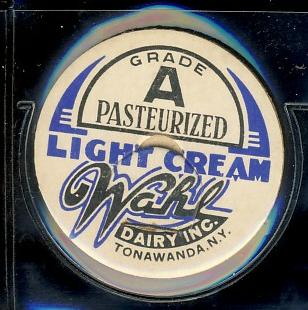 GRADE
A
PASTEURIZED
LIGHT CREAM
Wahl
DAIRY INC.
TONAWANDA, N.Y.